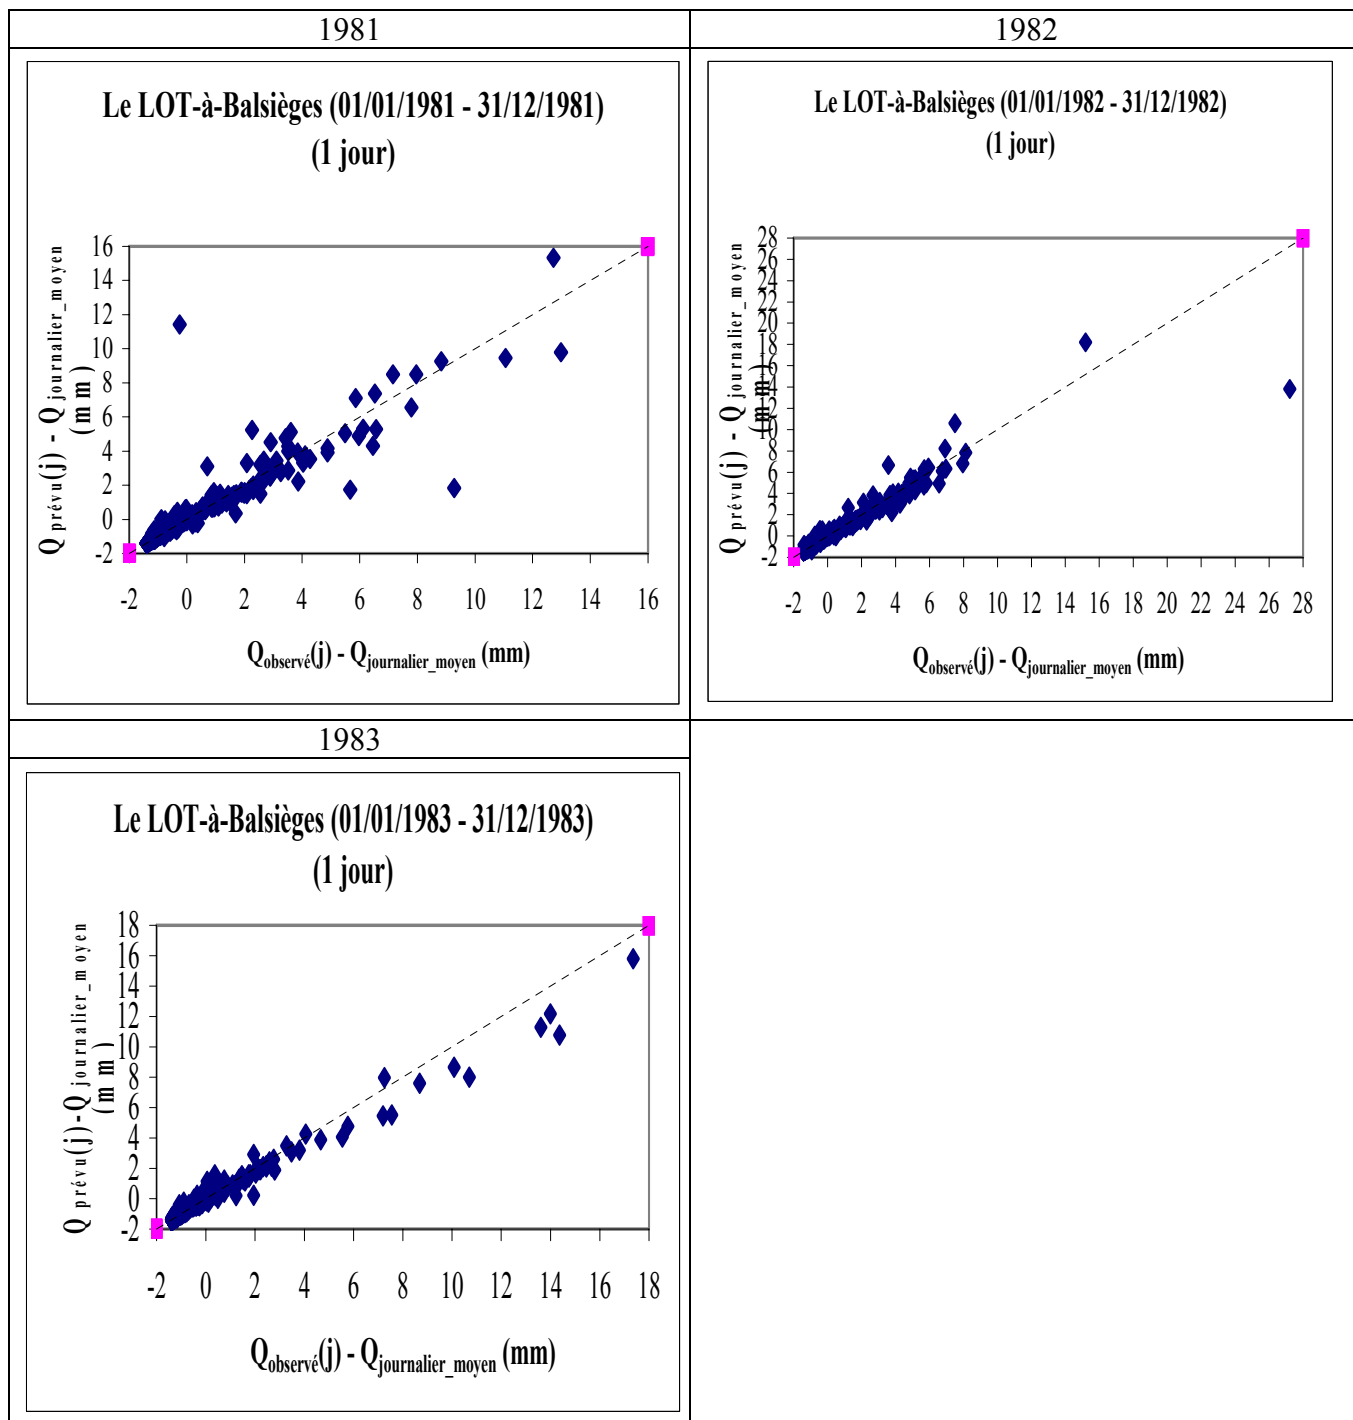 1981
1982
Le LOT-à-Balsièges (01/01/1981 - 31/12/1981)
(1 jour)
Q prévu(j) - Q journalier_moyen
(mm)
16
14
12
10
8
6
4
2
0
-2
-2 0 2 4 6 8 10 12 14 16
Qobservé(j) - Qjournalier_moyen (mm)
Le LOT-à-Balsièges (01/01/1982 - 31/12/1982)
(1 jour)
Q prévu(j) - Q journalier_moyen
(mm)
28
26
24
22
20
18
16
14
12
10
8
6
4
2
0
-2
-2 0 2 4 6 8 10 12 14 16 18 20 22 24 26 28
Qobservé(j) - Qjournalier_moyen (mm)
1983
Le LOT-à-Balsièges (01/01/1983 - 31/12/1983)
(1 jour)
Q prévu(j) - Q journalier_moyen
(mm)
18
16
14
12
10
8
6
4
2
0
-2
-2 0 2 4 6 8 10 12 14 16 18
Qobservé(j) - Qjournalier_moyen (mm)